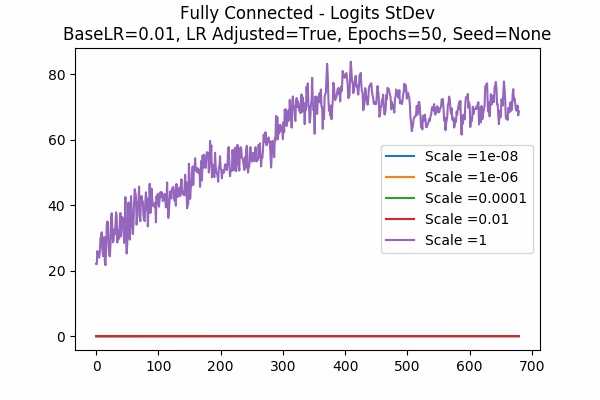 Fully Connected - Logits StDev
BaseLR=0.01, LR Adjusted=True, Epochs=50, Seed=None
80
60
40
20
0
Scale =1e-08
Scale =1e-06
Scale =0.0001
Scale =0.01
Scale =1
0 100 200 300 400 500 600 700